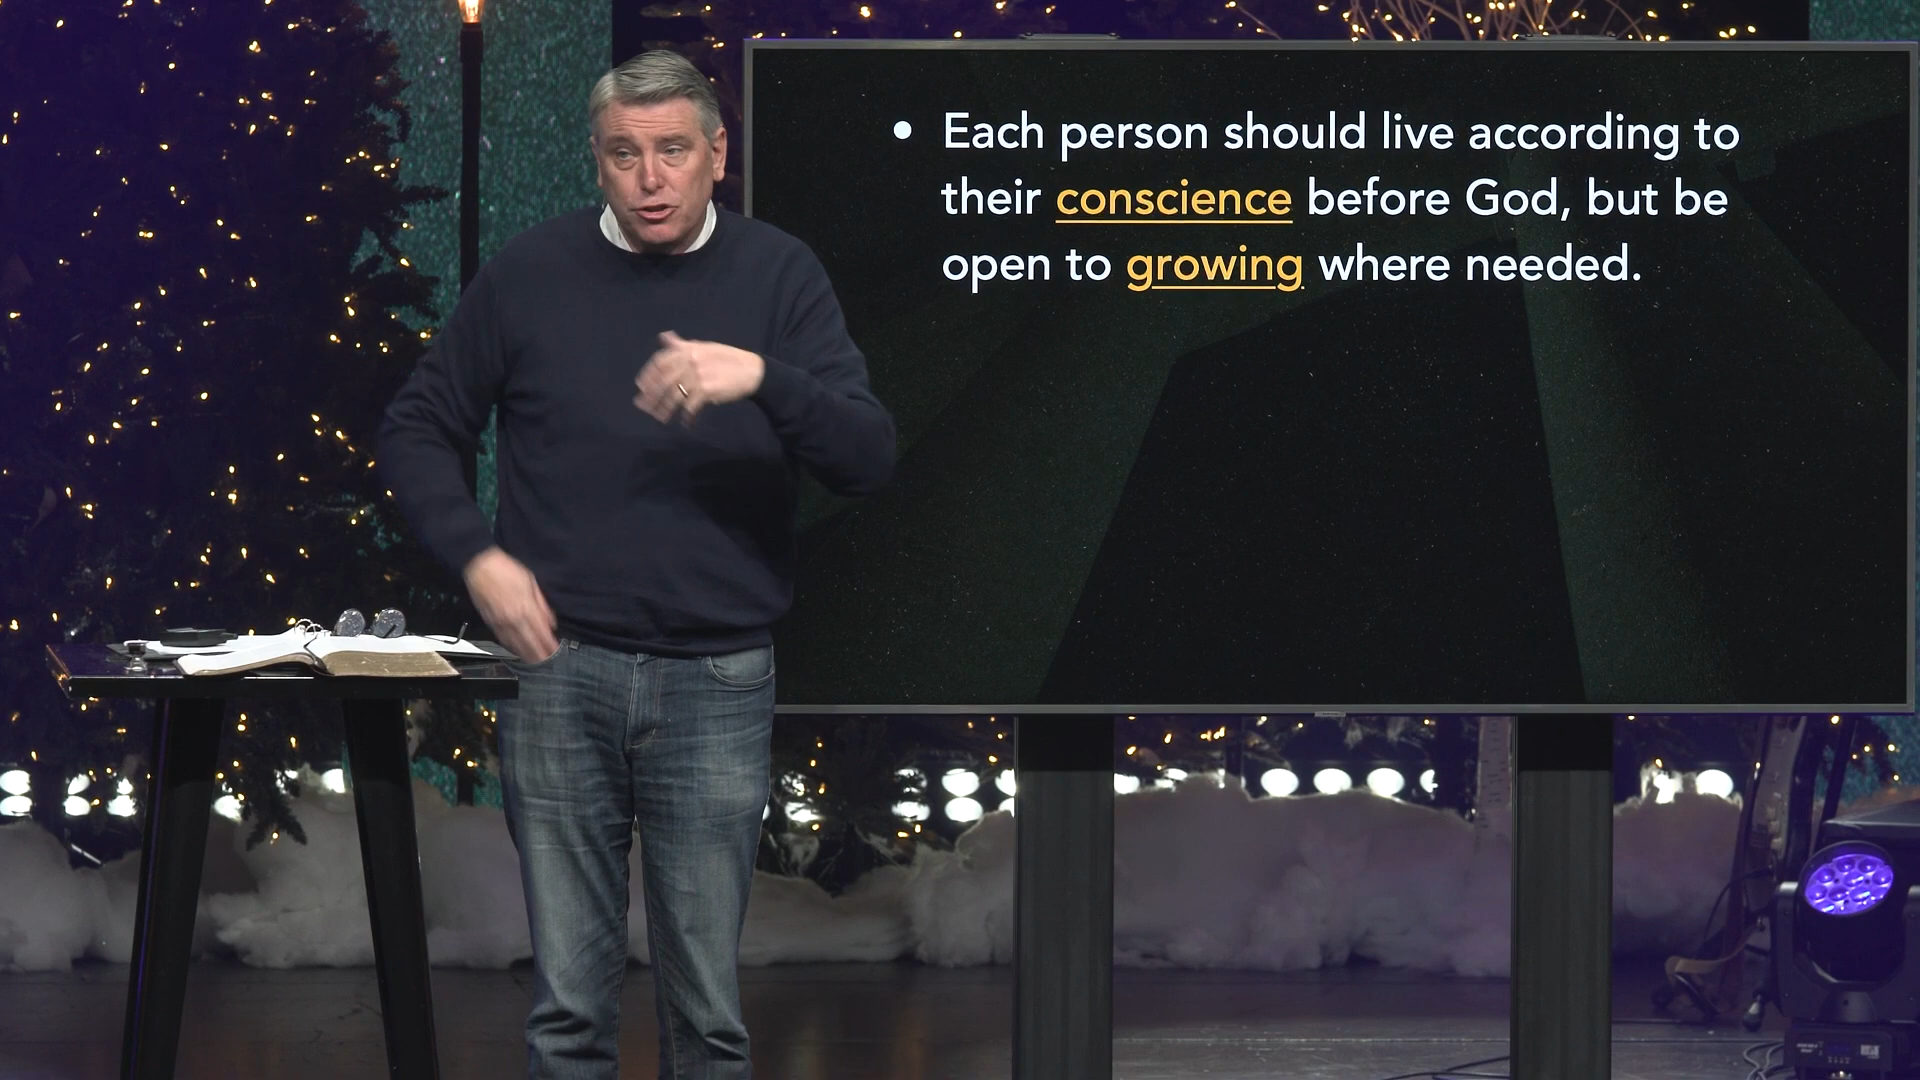 • Each person should live according to
their conscience before God, but be
open to growing where needed.